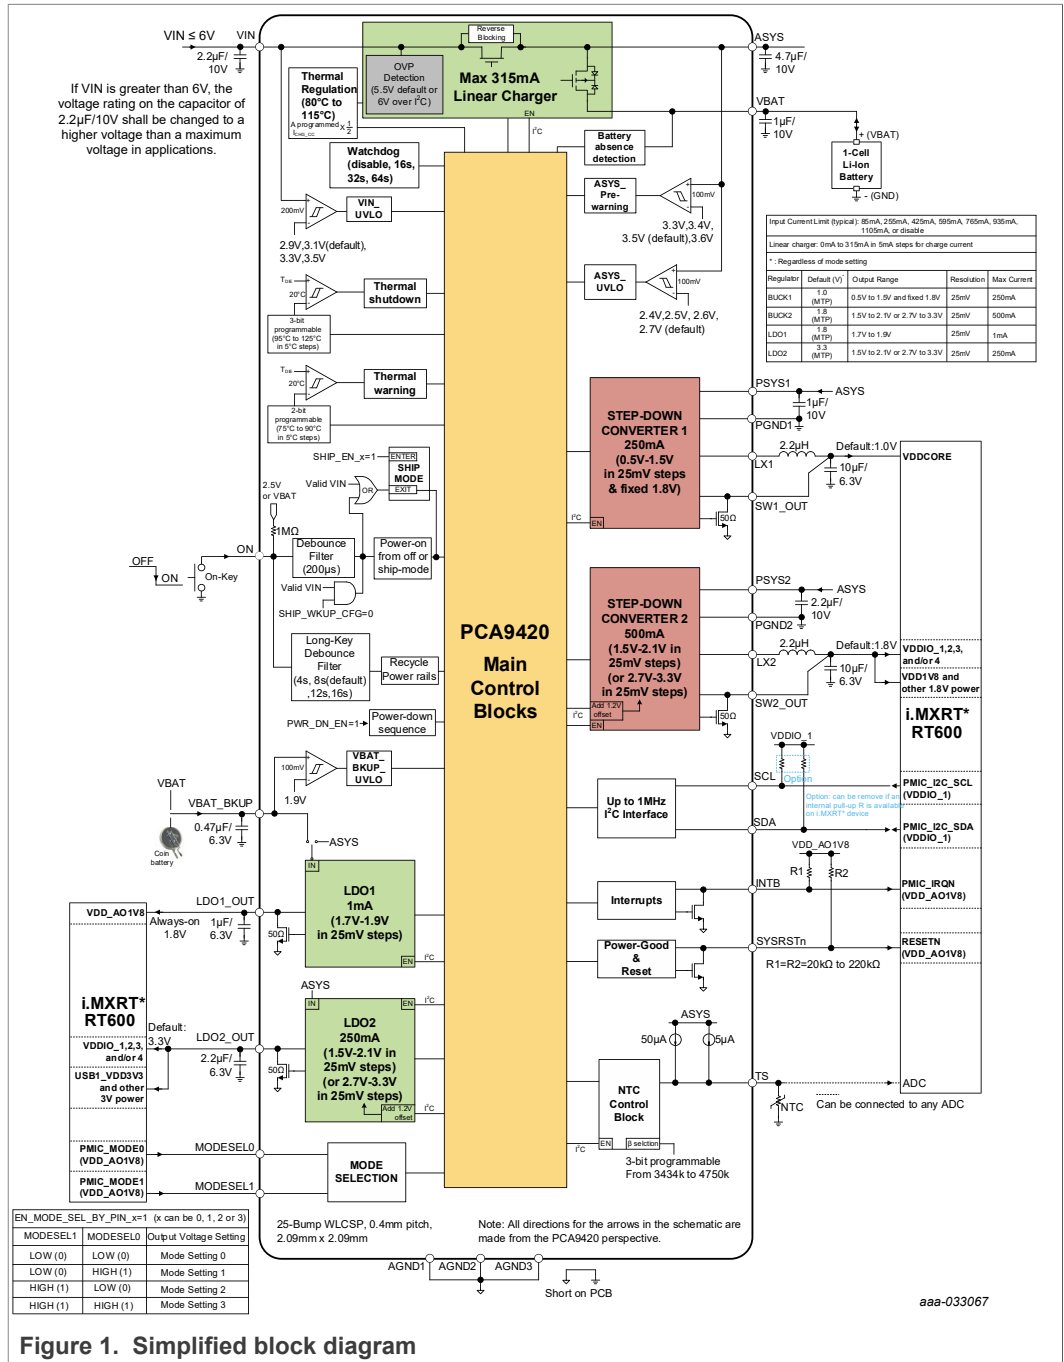 VIN ≤ 6V
VIN
2.2µF/
10V
If VIN is greater than 6V, the
voltage rating on the capacitor of
2.2µF/10V shall be changed to a
higher voltage than a maximum
voltage in applications.
Reverse
Blocking
OVP
Detection
(5.5V default or
6V over I²C)
Max 315mA
Linear Charger
EN
I²C
ASYS
4.7µF/
10V
VBAT
1µF/
10V
+ (VBAT)
1-Cell
Li-Ion
Battery
- (GND)
Thermal
Regulation
(80°C to
115°C)
A programmed
I_CHG_CC × 1/2
Watchdog
(disable, 16s,
32s, 64s)
Battery
absence
detection
+
-
200mV
VIN_
UVLO
2.9V,3.1V(default),
3.3V,3.5V
ASYS_
Pre-
warning
+
-
100mV
3.3V,3.4V,
3.5V (default),3.6V
ASYS_
UVLO
+
-
100mV
2.4V,2.5V, 2.6V,
2.7V (default)
Input Current Limit (typical): 85mA, 255mA, 425mA, 595mA, 765mA, 935mA,
1105mA, or disable
Linear charger: 0mA to 315mA in 5mA steps for charge current
* : Regardless of mode setting
Regulator Default (V)* Output Range Resolution Max Current
BUCK1 1.0 (MTP) 0.5V to 1.5V and fixed 1.8V 25mV 250mA
BUCK2 1.8 (MTP) 1.5V to 2.1V or 2.7V to 3.3V 25mV 500mA
LDO1 1.8 (MTP) 1.7V to 1.9V 25mV 1mA
LDO2 3.3 (MTP) 1.5V to 2.1V or 2.7V to 3.3V 25mV 250mA
T_DIE
+
-
20°C
Thermal
shutdown
3-bit
programmable
(95°C to 125°C
in 5°C steps)
T_DIE
+
-
20°C
Thermal
warning
2-bit
programmable
(75°C to 90°C
in 5°C steps)
SHIP_EN_x=1
ENTER
SHIP
MODE
EXIT
Valid VIN
OR
2.5V
or VBAT
1MΩ
ON
Debounce
Filter
(200µs)
Power-on
from off or
ship-mode
OFF
ON
On-Key
Valid VIN
SHIP_WKUP_CFG=0
Long-Key
Debounce
Filter
(4s, 8s(default)
,12s,16s)
Recycle
Power rails
PWR_DN_EN=1
Power-down
sequence
+
-
100mV
VBAT_
BKUP_
UVLO
1.9V
PCA9420
Main
Control
Blocks
STEP-DOWN
CONVERTER 1
250mA
(0.5V-1.5V
in 25mV steps
& fixed 1.8V)
I²C
EN
PSYS1
ASYS
1µF/
10V
PGND1
2.2µH
LX1
Default:1.0V
10µF/
6.3V
SW1_OUT
50Ω
VDDCORE
STEP-DOWN
CONVERTER 2
500mA
(1.5V-2.1V in
25mV steps)
(or 2.7V-3.3V
in 25mV steps)
Add 1.2V
offset
I²C
EN
PSYS2
ASYS
2.2µF/
10V
PGND2
2.2µH
LX2
Default:1.8V
10µF/
6.3V
SW2_OUT
50Ω
VDDIO_1,2,3,
and/or 4
VDD1V8 and
other 1.8V power
i.MXRT*
RT600
VDDIO_1
Option
SCL
Up to 1MHz
I²C Interface
SDA
Option: can be remove if an
internal pull-up R is available
on i.MXRT* device
PMIC_I2C_SCL
(VDDIO_1)
PMIC_I2C_SDA
(VDDIO_1)
VDD_AO1V8
R1
R2
INTB
Interrupts
PMIC_IRQN
(VDD_AO1V8)
Power-Good
&
Reset
SYSRSTn
R1=R2=20kΩ to 220kΩ
RESETN
(VDD_AO1V8)
VBAT
VBAT_BKUP
0.47µF/
6.3V
Coin
battery
ASYS
IN
LDO1
1mA
(1.7V-1.9V
in 25mV steps)
EN
I²C
LDO1_OUT
VDD_AO1V8
Always-on
1.8V
1µF/
6.3V
50Ω
ASYS
IN
EN
I²C
LDO2
250mA
(1.5V-2.1V in
25mV steps)
(or 2.7V-3.3V
in 25mV steps)
Add 1.2V
offset
I²C
i.MXRT*
RT600
Default:
3.3V
LDO2_OUT
2.2µF/
6.3V
50Ω
VDDIO_1,2,3,
and/or 4
USB1_VDD3V3
and other
3V power
PMIC_MODE0
(VDD_AO1V8)
PMIC_MODE1
(VDD_AO1V8)
MODESEL0
MODESEL1
MODE
SELECTION
ASYS
50µA
5µA
NTC
Control
Block
EN
β selction
I²C
3-bit programmable
From 3434k to 4750k
TS
NTC
ADC
Can be connected to any ADC
EN_MODE_SEL_BY_PIN_x=1 (x can be 0, 1, 2 or 3)
MODESEL1 MODESEL0 Output Voltage Setting
LOW (0) LOW (0) Mode Setting 0
LOW (0) HIGH (1) Mode Setting 1
HIGH (1) LOW (0) Mode Setting 2
HIGH (1) HIGH (1) Mode Setting 3
25-Bump WLCSP, 0.4mm pitch,
2.09mm x 2.09mm
Note: All directions for the arrows in the schematic are
made from the PCA9420 perspective.
AGND1 AGND2 AGND3
Short on PCB
aaa-033067
Figure 1. Simplified block diagram